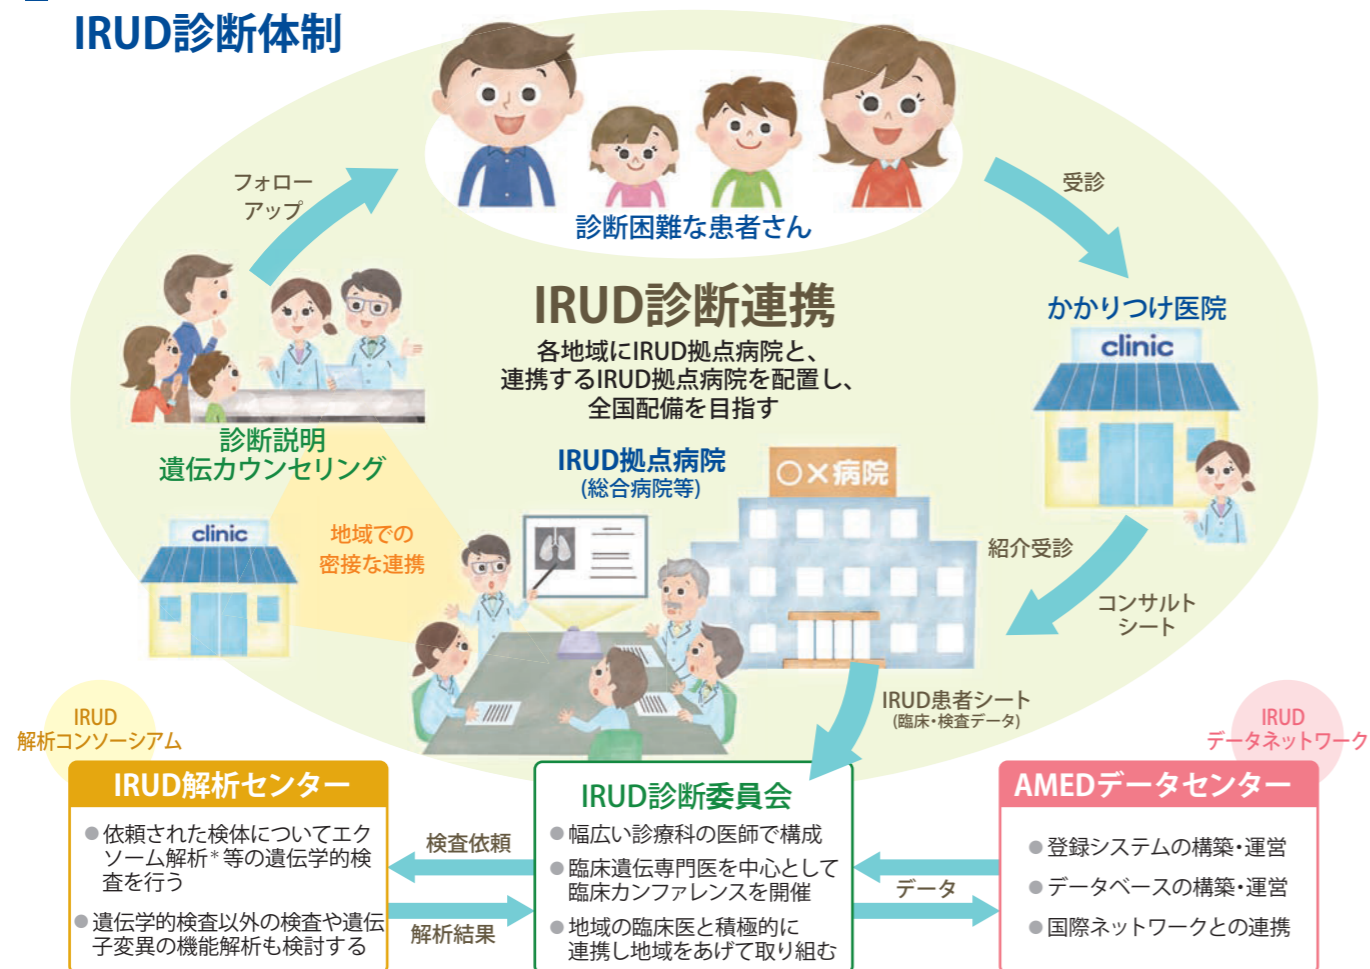 IRUD診断体制
フォロー
アップ
受診
診断困難な患者さん
IRUD診断連携
各地域にIRUD拠点病院と、
連携するIRUD拠点病院を配置し、
全国配備を目指す
かかりつけ医院
clinic
診断説明
遺伝カウンセリング
IRUD拠点病院
(総合病院等)
○×病院
clinic
地域での
密接な連携
紹介受診
コンサルト
シート
IRUD患者シート
(臨床・検査データ)
IRUD
解析コンソーシアム
IRUD
データネットワーク
IRUD解析センター
●依頼された検体についてエク
ソーム解析*等の遺伝学的検
査を行う
●遺伝学的検査以外の検査や遺伝
子変異の機能解析も検討する
検査依頼
解析結果
IRUD診断委員会
●幅広い診療科の医師で構成
●臨床遺伝専門医を中心として
臨床カンファレンスを開催
●地域の臨床医と積極的に
連携し地域をあげて取り組む
データ
AMEDデータセンター
●登録システムの構築・運営
●データベースの構築・運営
●国際ネットワークとの連携